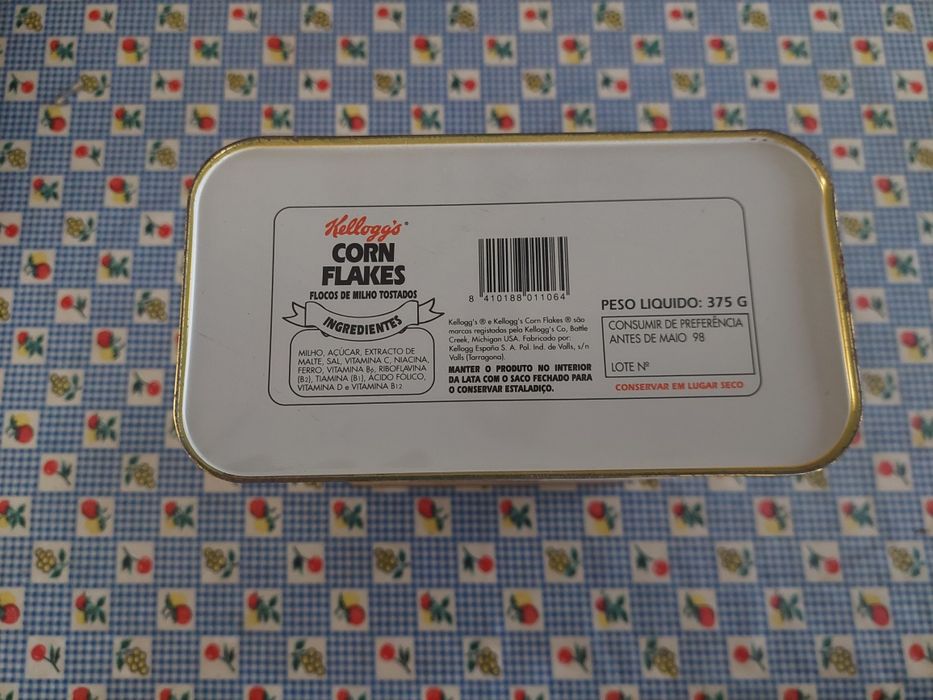 Kellogg's®
CORN
FLAKES
FLOCOS DE MILHO TOSTADOS
INGREDIENTES
MILHO, AÇÚCAR, EXTRACTO DE
MALTE, SAL, VITAMINA C, NIACINA,
FERRO, VITAMINA B6, RIBOFLAVINA
(B2), TIAMINA (B1), ACIDO FÓLICO,
VITAMINA D e VITAMINA B12
8 410188 011064
Kellogg's ® e Kellogg's Corn Flakes ® são
marcas registadas pela Kellogg's Co, Battle
Creek, Michigan USA. Fabricado por:
Kellogg España S. A. Pol. Ind. de Valls, s/n
Valls (Tarragona).
MANTER O PRODUTO NO INTERIOR
DA LATA COM O SACO FECHADO PARA
O CONSERVAR ESTALADIÇO.
PESO LIQUIDO: 375 G
CONSUMIR DE PREFERÊNCIA
ANTES DE MAIO 98
LOTE Nº
CONSERVAR EM LUGAR SECO